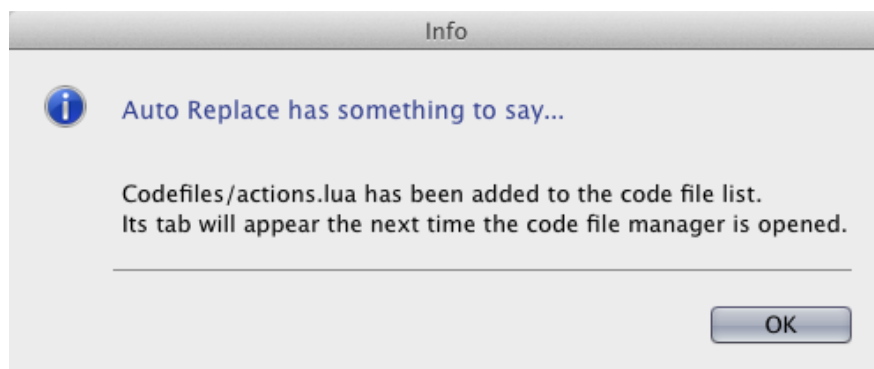 Info
Auto Replace has something to say...
Codefiles/actions.lua has been added to the code file list.
Its tab will appear the next time the code file manager is opened.
OK